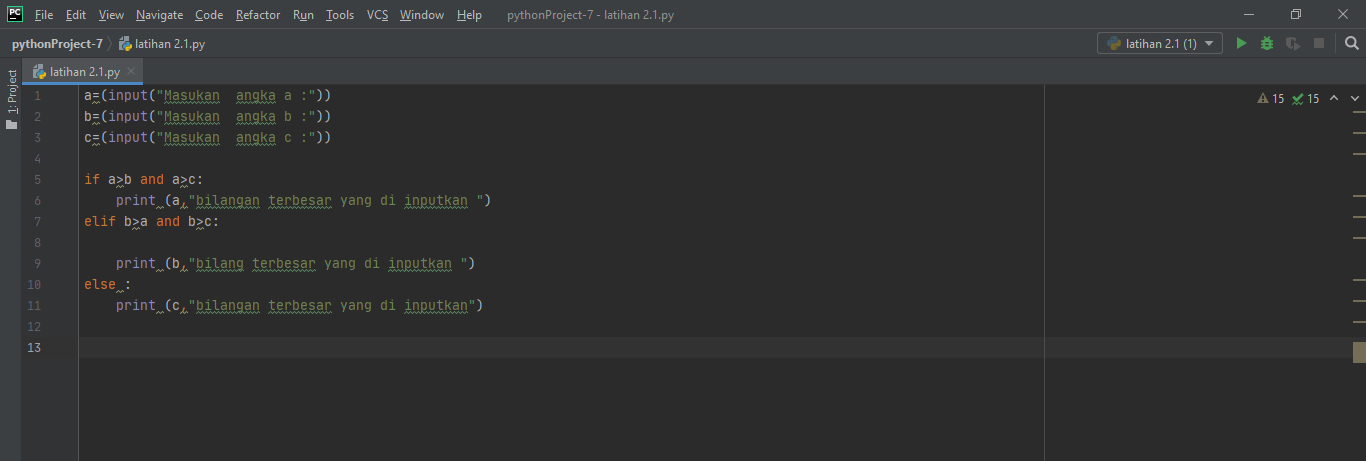 PC File Edit View Navigate Code Refactor Run Tools VCS Window Help pythonProject-7 - latihan 2.1.py
pythonProject-7 latihan 2.1.py latihan 2.1 (1)
1: Project
latihan 2.1.py
15 15
1 a=(input("Masukan  angka a :"))
2 b=(input("Masukan  angka b :"))
3 c=(input("Masukan  angka c :"))
4
5 if a>b and a>c:
6     print (a,"bilangan terbesar yang di inputkan ")
7 elif b>a and b>c:
8
9     print (b,"bilang terbesar yang di inputkan ")
10 else :
11     print (c,"bilangan terbesar yang di inputkan")
12
13